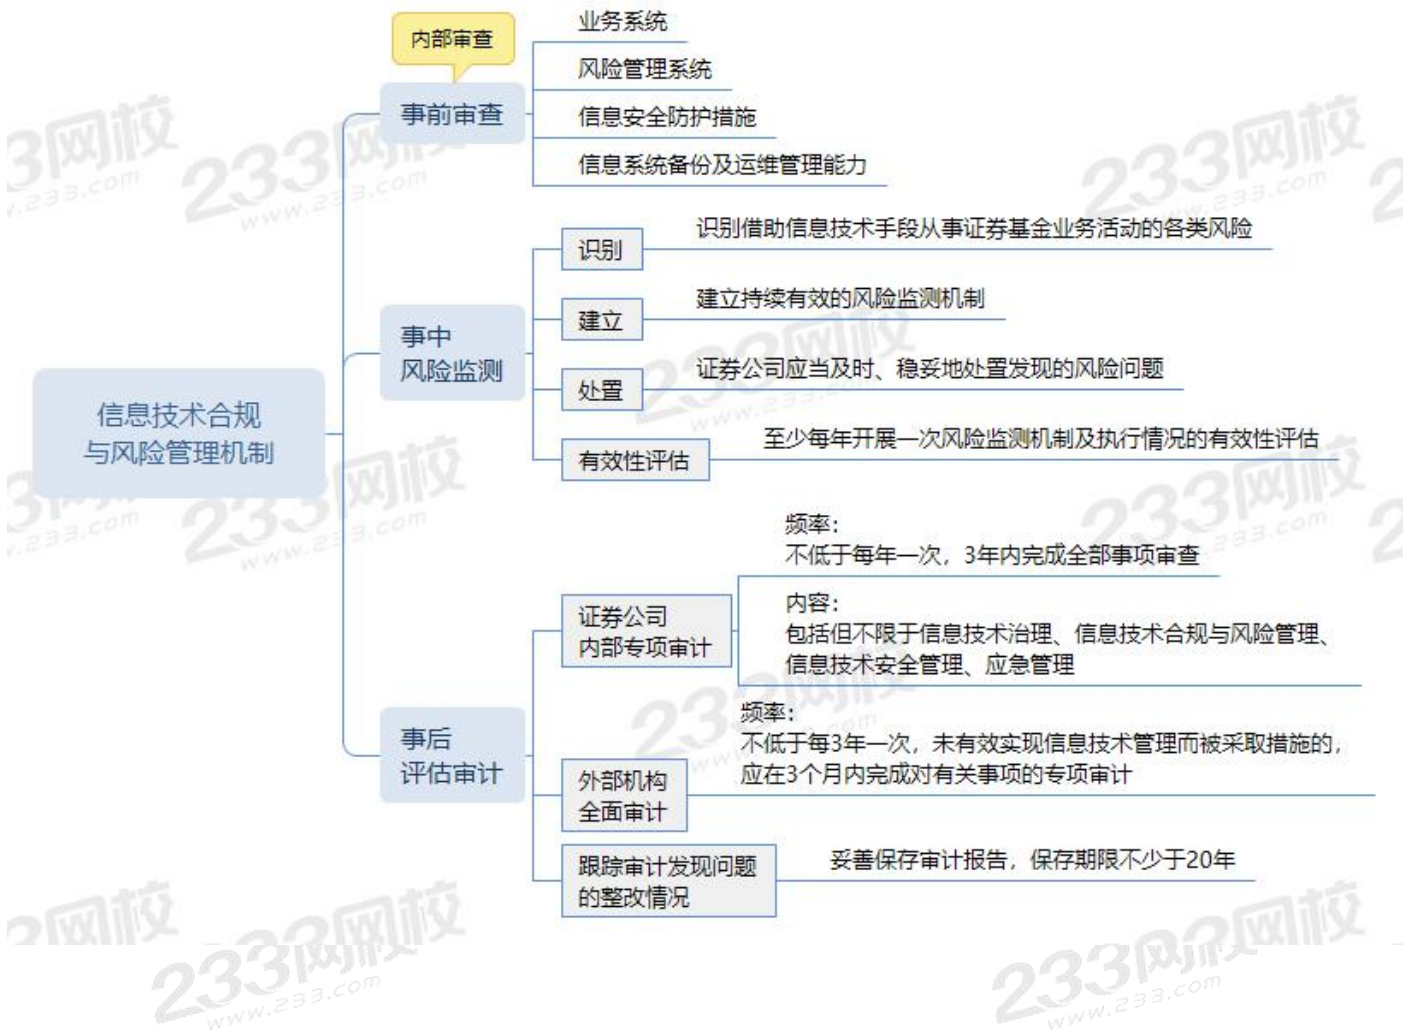 内部审查
事前审查
业务系统
风险管理系统
信息安全防护措施
信息系统备份及运维管理能力
信息技术合规
与风险管理机制
事中
风险监测
识别
识别借助信息技术手段从事证券基金业务活动的各类风险
建立
建立持续有效的风险监测机制
处置
证券公司应当及时、稳妥地处置发现的风险问题
有效性评估
至少每年开展一次风险监测机制及执行情况的有效性评估
事后
评估审计
证券公司
内部专项审计
频率：
不低于每年一次，3年内完成全部事项审查
内容：
包括但不限于信息技术治理、信息技术合规与风险管理、
信息技术安全管理、应急管理
外部机构
全面审计
频率：
不低于每3年一次，未有效实现信息技术管理而被采取措施的，
应在3个月内完成对有关事项的专项审计
跟踪审计发现问题
的整改情况
妥善保存审计报告，保存期限不少于20年
233网校
www.233.com